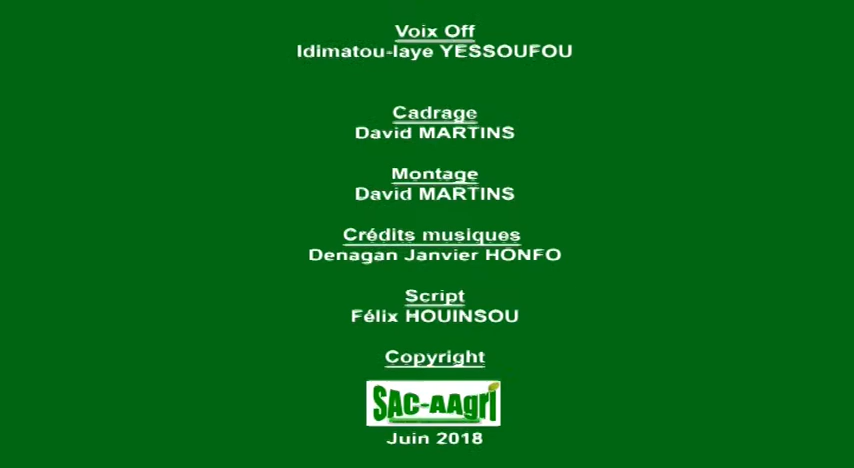 Voix Off
Idimatou-laye YESSOUFOU
Cadrage
David MARTINS
Montage
David MARTINS
Crédits musiques
Denagan Janvier HONFO
Script
Félix HOUINSOU
Copyright
SAC-AAgri
Juin 2018